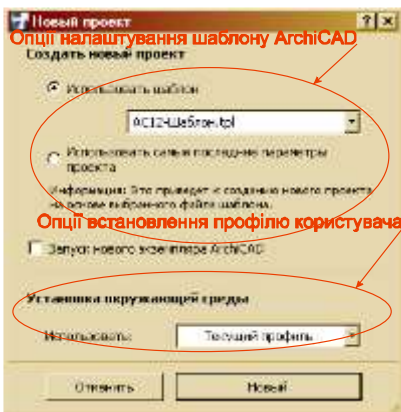 Новый проект
Опції налаштування шаблону ArchiCAD
Создать новый проект
Использовать шаблон
AC12-Шаблон.tpl
Использовать самые последние параметры
проекта
Информация: Это приведет к созданию нового проекта
на основе выбранного файла шаблона.
Опції встановлення профілю користувача
Запуск нового экземпляра ArchiCAD
Установка окружающей среды
Использовать: Текущий профиль
Отменить Новый